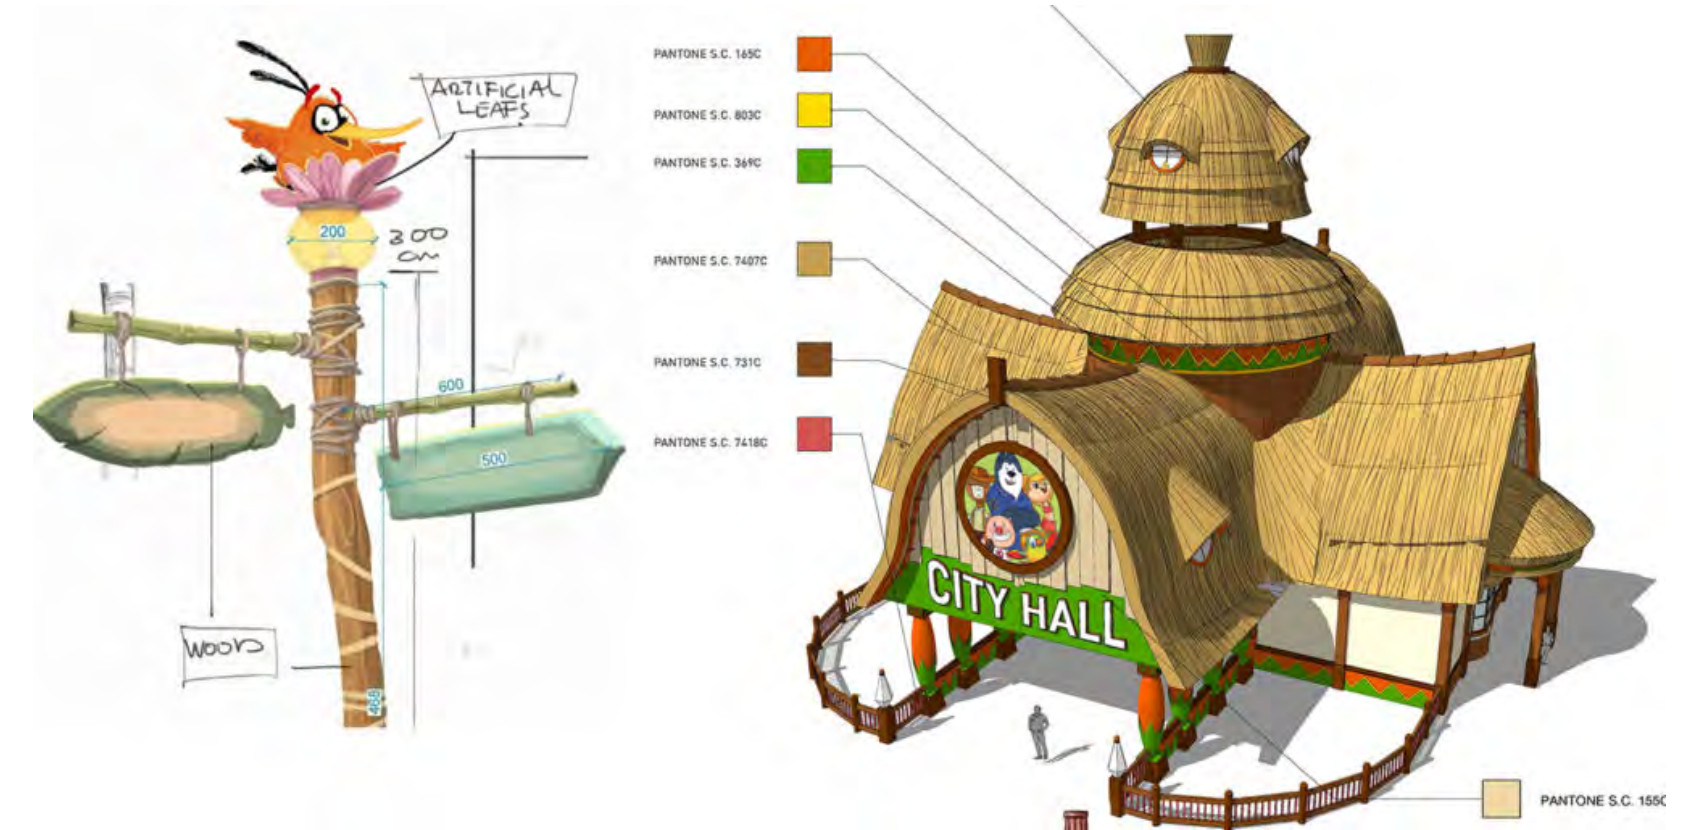 ARTIFICIAL
LEAFS
200
300
cm
600
500
WOODS
468
PANTONE S.C. 165C
PANTONE S.C. 803C
PANTONE S.C. 369C
PANTONE S.C. 7407C
PANTONE S.C. 731C
PANTONE S.C. 7418C
CITY HALL
PANTONE S.C. 155C